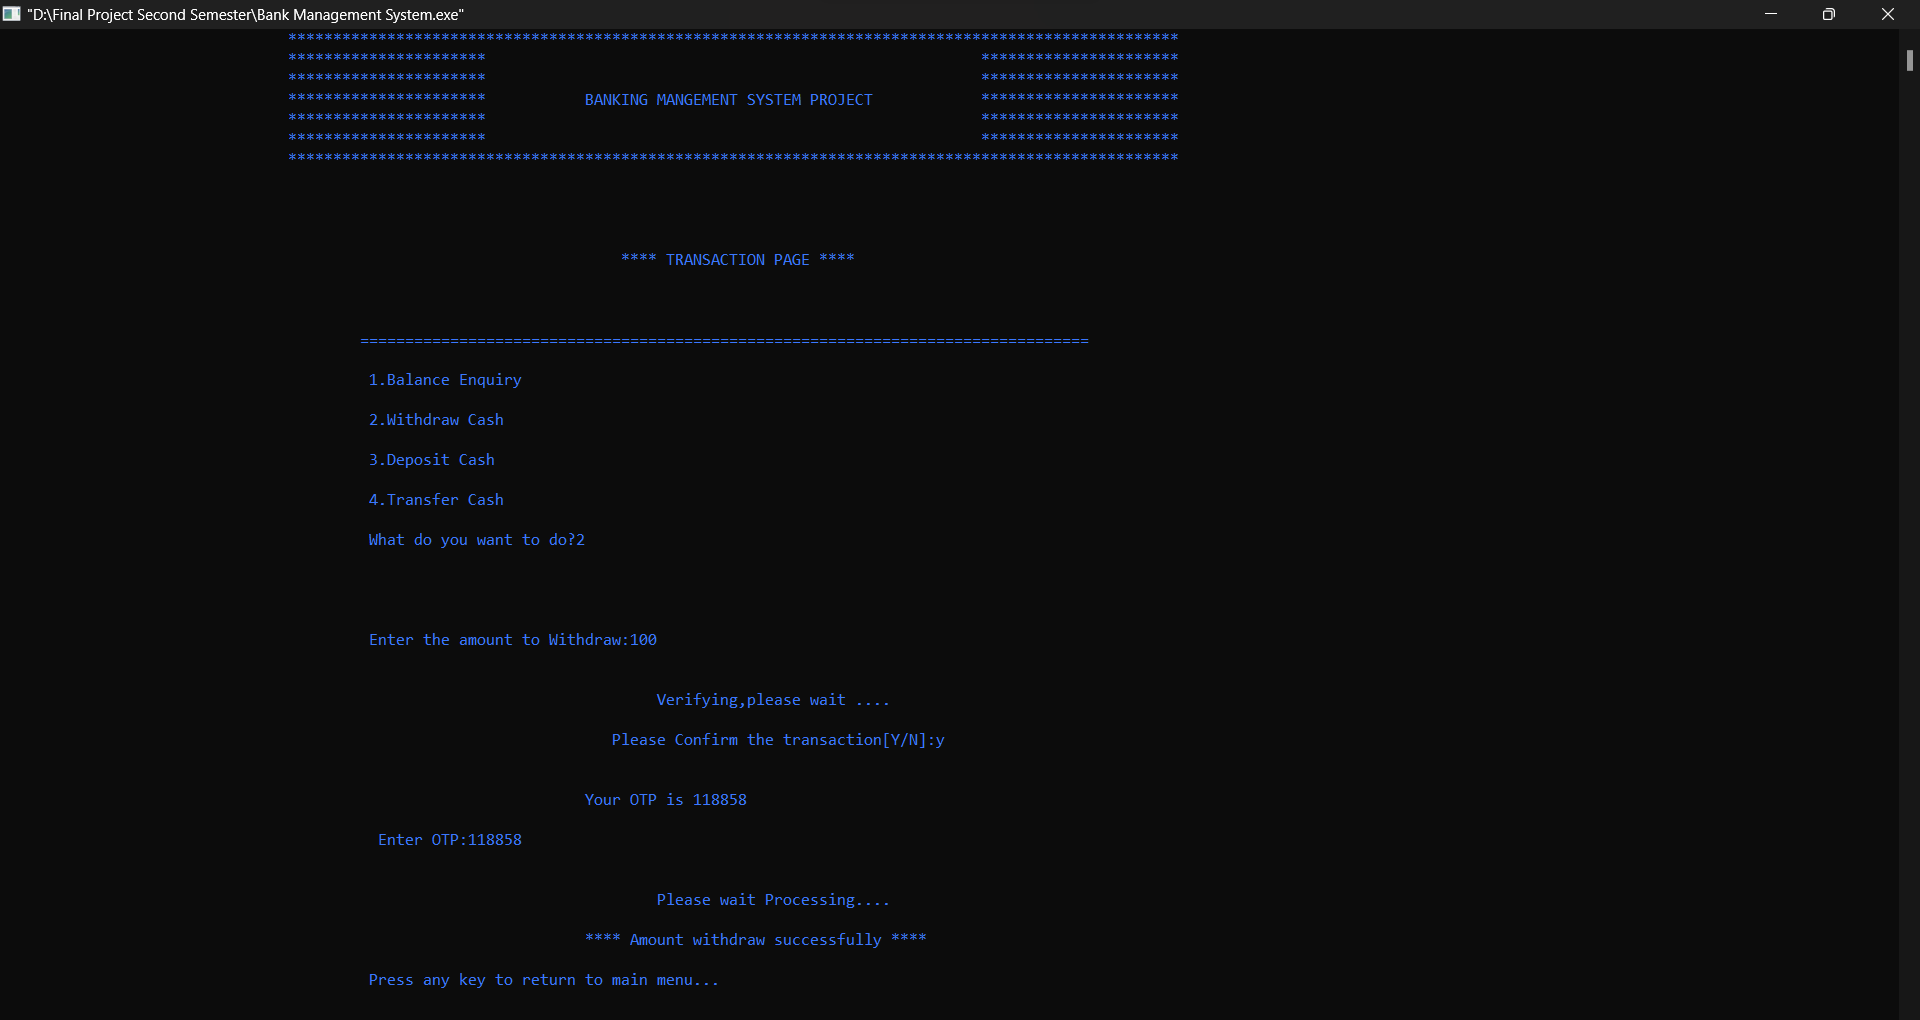 "D:\Final Project Second Semester\Bank Management System.exe"
***************************************************************************************************
**********************                                                       **********************
**********************                                                       **********************
********************** BANKING MANGEMENT SYSTEM PROJECT **********************
**********************                                                       **********************
**********************                                                       **********************
***************************************************************************************************
**** TRANSACTION PAGE ****
=================================================================================
1.Balance Enquiry
2.Withdraw Cash
3.Deposit Cash
4.Transfer Cash
What do you want to do?2
Enter the amount to Withdraw:100
Verifying,please wait ....
Please Confirm the transaction[Y/N]:y
Your OTP is 118858
Enter OTP:118858
Please wait Processing....
**** Amount withdraw successfully ****
Press any key to return to main menu...